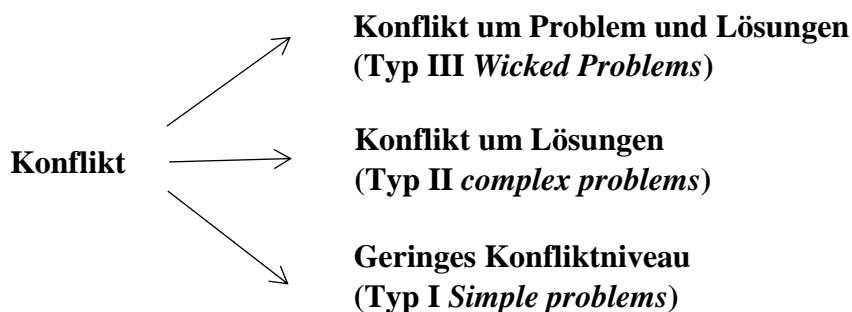 Konflikt um Problem und Lösungen
(Typ III Wicked Problems)
Konflikt
Konflikt um Lösungen
(Typ II complex problems)
Geringes Konfliktniveau
(Typ I Simple problems)